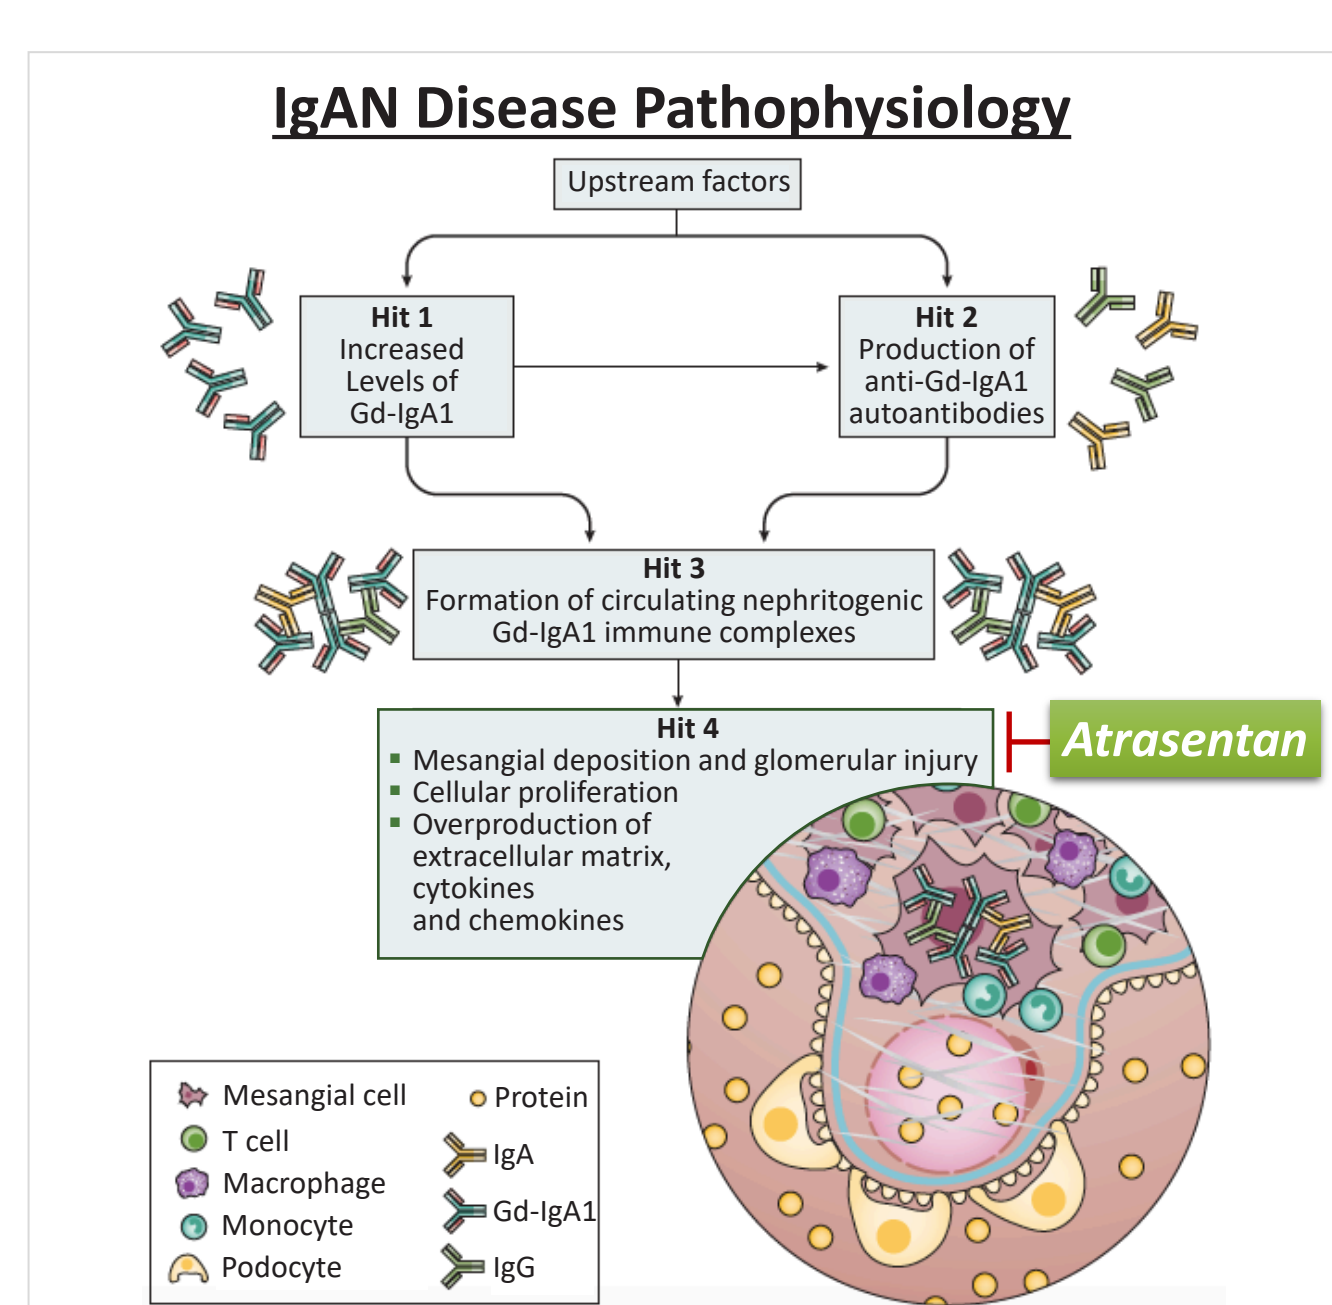 IgAN Disease Pathophysiology
Upstream factors
Hit 1
Increased
Levels of
Gd-IgA1
Hit 2
Production of
anti-Gd-IgA1
autoantibodies
Hit 3
Formation of circulating nephritogenic
Gd-IgA1 immune complexes
Hit 4
▪ Mesangial deposition and glomerular injury
▪ Cellular proliferation
▪ Overproduction of
extracellular matrix,
cytokines
and chemokines
Atrasentan
Mesangial cell
T cell
Macrophage
Monocyte
Podocyte
Protein
IgA
Gd-IgA1
IgG